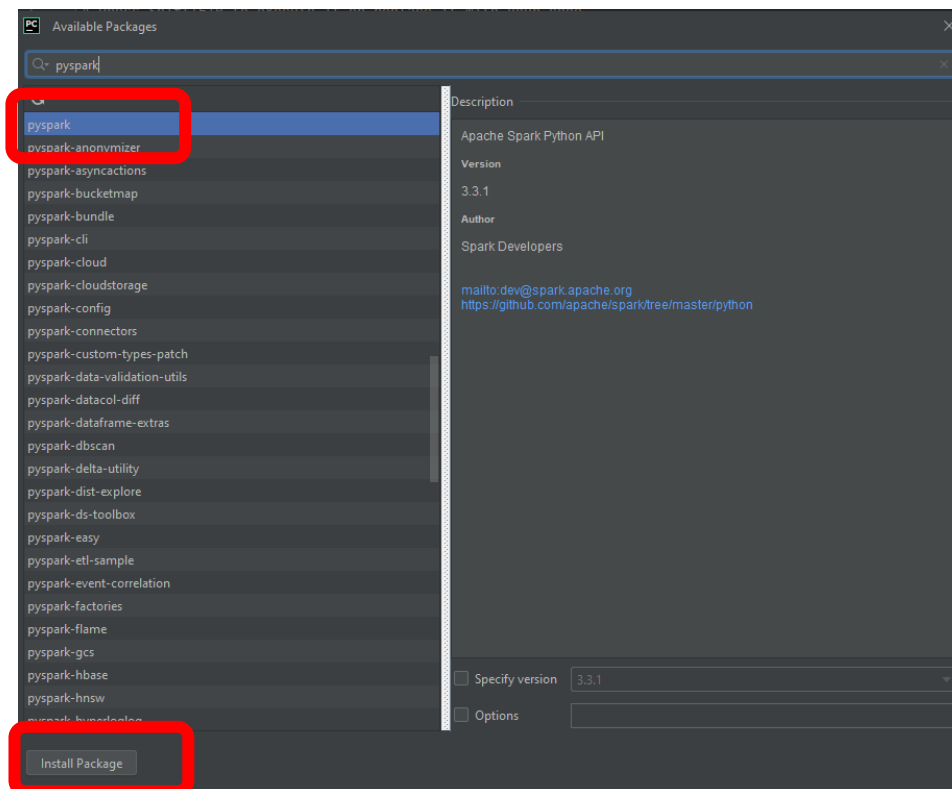 PC Available Packages
pyspark
pyspark
pyspark-anonymizer
pyspark-asyncactions
pyspark-bucketmap
pyspark-bundle
pyspark-cli
pyspark-cloud
pyspark-cloudstorage
pyspark-config
pyspark-connectors
pyspark-custom-types-patch
pyspark-data-validation-utils
pyspark-datacol-diff
pyspark-dataframe-extras
pyspark-dbscan
pyspark-delta-utility
pyspark-dist-explore
pyspark-ds-toolbox
pyspark-easy
pyspark-etl-sample
pyspark-event-correlation
pyspark-factories
pyspark-flame
pyspark-gcs
pyspark-hbase
pyspark-hnsw
pyspark-hyperloglog
Description
Apache Spark Python API
Version
3.3.1
Author
Spark Developers
mailto:dev@spark.apache.org
https://github.com/apache/spark/tree/master/python
Specify version 3.3.1
Options
Install Package